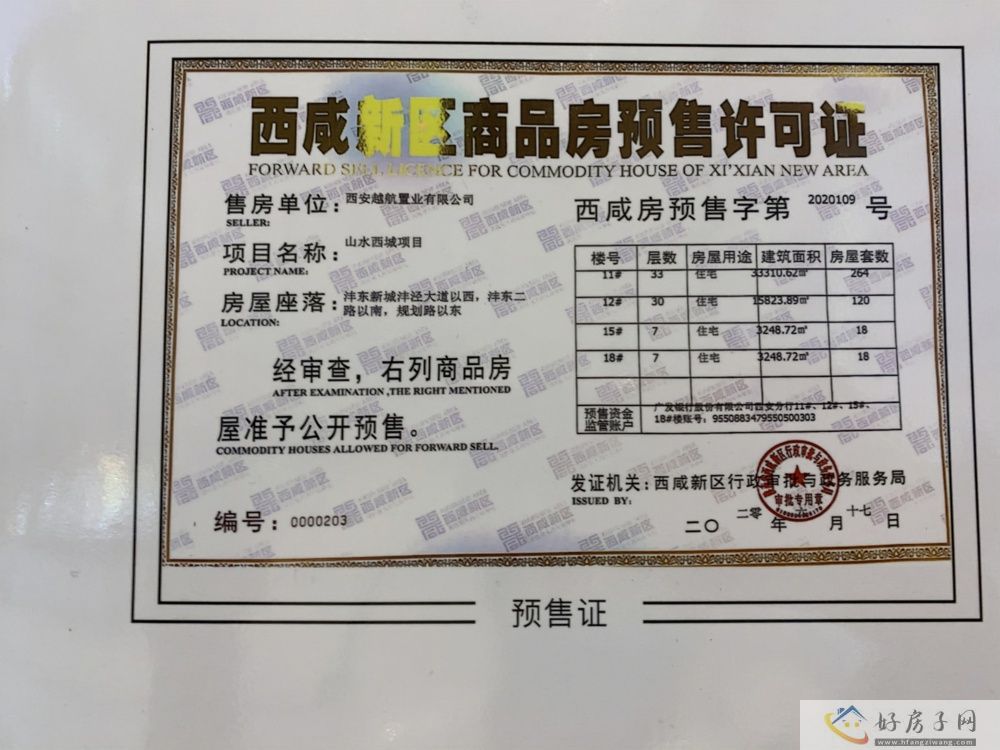 西咸新区商品房预售许可证
FORWARD SELL LICENCE FOR COMMODITY HOUSE OF XI'XIAN NEW AREA
售房单位：西安越航置业有限公司
SELLER:
项目名称：山水西城项目
PROJECT NAME:
房屋座落：沣东新城沣泾大道以西，沣东二
路以南，规划路以东
LOCATION:
经审查，右列商品房
AFTER EXAMINATION ,THE RIGHT MENTIONED
屋准予公开预售。
COMMODITY HOUSES ALLOWED FOR FORWARD SELL.
编号：0000203
西咸房预售字第 2020109 号
楼号 层数 房屋用途 建筑面积 房屋套数
11# 33 住宅 33310.62㎡ 264
12# 30 住宅 15823.89㎡ 120
15# 7 住宅 3248.72㎡ 18
18# 7 住宅 3248.72㎡ 18
预售资金
监管账户
广发银行股份有限公司西安分行11#、12#、15#、
18#楼账号：9550883479550500303
发证机关：西咸新区行政审批与政务服务局
ISSUED BY:
审批专用章
二〇二零年六月十七日
预售证
好房子网
www.hfangziwang.com